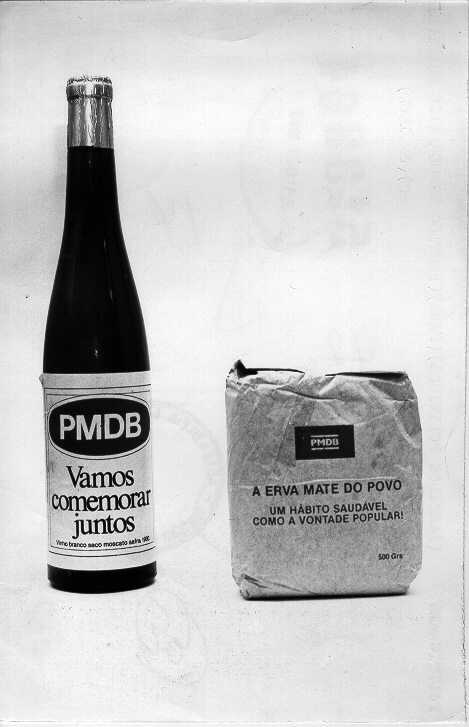 PMDB
Vamos
comemorar
juntos
Vinho branco seco moscato safra
PMDB
A ERVA MATE DO POVO
UM HÁBITO SAUDÁVEL
COMO A VONTADE POPULAR!
500 Grs